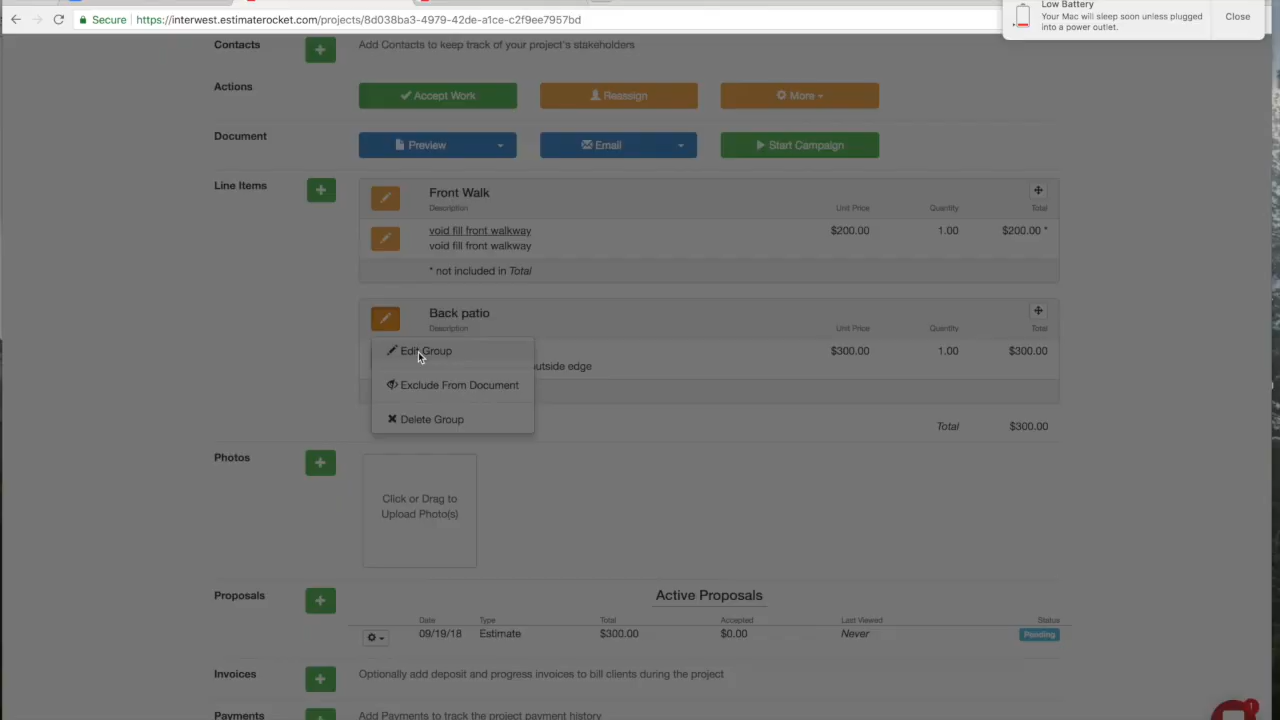 Secure
https://interwest.estimaterocket.com/projects/8d038ba3-4979-42de-a1ce-c2f9ee7957bd
Low Battery
Your Mac will sleep soon unless plugged
into a power outlet.
Close
Contacts
Add Contacts to keep track of your project's stakeholders
Actions
Accept Work
Reassign
More
Document
Preview
Email
Start Campaign
Line Items
Front Walk
Description Unit Price Quantity Total
void fill front walkway $200.00 1.00 $200.00 *
void fill front walkway
* not included in Total
Back patio
Description Unit Price Quantity Total
Edit Group
$300.00 1.00 $300.00
outside edge
Exclude From Document
Delete Group
Total $300.00
Photos
Click or Drag to
Upload Photo(s)
Proposals
Active Proposals
Date Type Total Accepted Last Viewed Status
09/19/18 Estimate $300.00 $0.00 Never Pending
Invoices
Optionally add deposit and progress invoices to bill clients during the project
Payments
Add Payments to track the project payment history
1